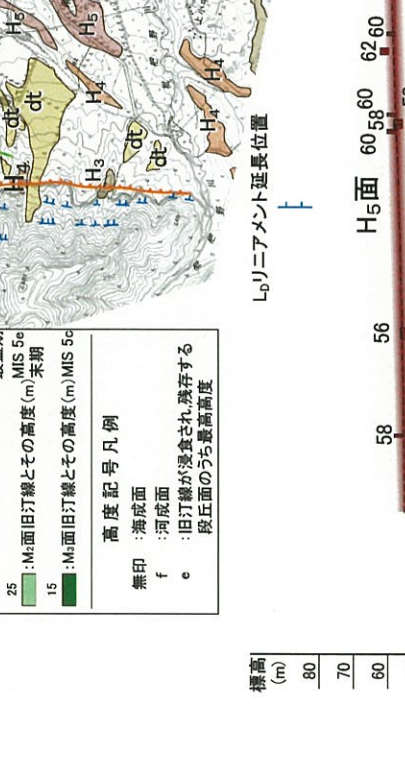 H₅
H₅
dt
dt
H₄
H₄
H₄
H₄
H₃
dt
dt
MIS 5e
末期
25
:M₂面旧汀線とその高度(m)
15
:M₃面旧汀線とその高度(m) MIS 5c
高度記号凡例
無印 :海成面
f :河成面
e :旧汀線が浸食され,残存する
段丘面のうち最高高度
L_Dリニアメント延長位置
標高
(m)
80
70
60
H₅面
58
56
60
58
60
62
60